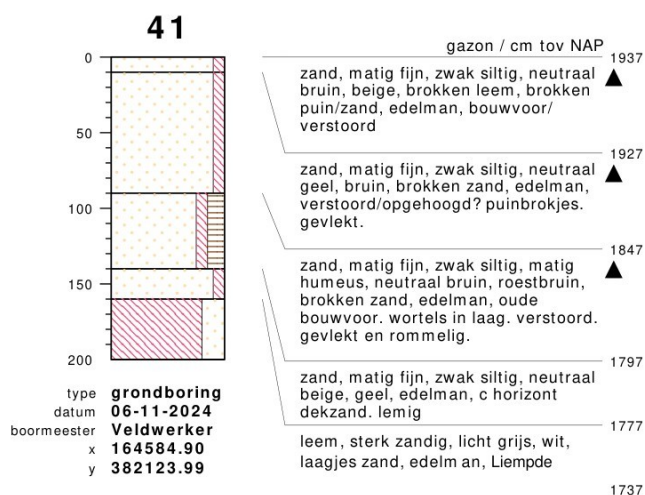 41
gazon / cm tov NAP
0
1937
zand, matig fijn, zwak siltig, neutraal
bruin, beige, brokken leem, brokken
puin/zand, edelman, bouwvoor/
verstoord
50
1927
zand, matig fijn, zwak siltig, neutraal
geel, bruin, brokken zand, edelman,
verstoord/opgehoogd? puinbrokjes.
gevlekt.
100
1847
zand, matig fijn, zwak siltig, matig
humeus, neutraal bruin, roestbruin,
brokken zand, edelman, oude
bouwvoor. wortels in laag. verstoord.
gevlekt en rommelig.
150
1797
zand, matig fijn, zwak siltig, neutraal
beige, geel, edelman, c horizont
dekzand. lemig
200
1777
leem, sterk zandig, licht grijs, wit,
laagjes zand, edelman, Liempde
1737
type grondboring
datum 06-11-2024
boormeester Veldwerker
x 164584.90
y 382123.99